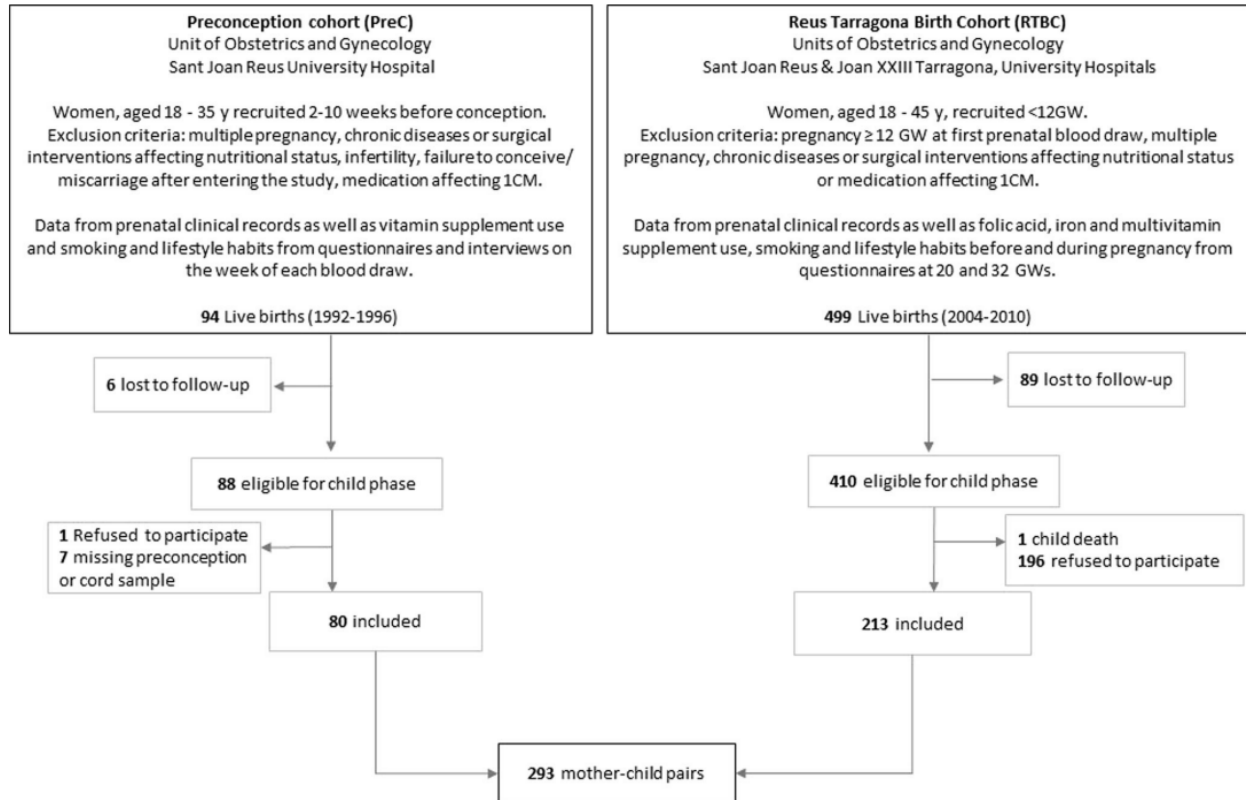 Preconception cohort (PreC)
Unit of Obstetrics and Gynecology
Sant Joan Reus University Hospital
Women, aged 18 - 35 y recruited 2-10 weeks before conception.
Exclusion criteria: multiple pregnancy, chronic diseases or surgical
interventions affecting nutritional status, infertility, failure to conceive/
miscarriage after entering the study, medication affecting 1CM.
Data from prenatal clinical records as well as vitamin supplement use
and smoking and lifestyle habits from questionnaires and interviews on
the week of each blood draw.
94 Live births (1992-1996)
Reus Tarragona Birth Cohort (RTBC)
Units of Obstetrics and Gynecology
Sant Joan Reus & Joan XXIII Tarragona, University Hospitals
Women, aged 18 - 45 y, recruited <12GW.
Exclusion criteria: pregnancy ≥ 12 GW at first prenatal blood draw, multiple
pregnancy, chronic diseases or surgical interventions affecting nutritional status
or medication affecting 1CM.
Data from prenatal clinical records as well as folic acid, iron and multivitamin
supplement use, smoking and lifestyle habits before and during pregnancy from
questionnaires at 20 and 32 GWs.
499 Live births (2004-2010)
6 lost to follow-up
89 lost to follow-up
88 eligible for child phase
410 eligible for child phase
1 Refused to participate
7 missing preconception
or cord sample
1 child death
196 refused to participate
80 included
213 included
293 mother-child pairs